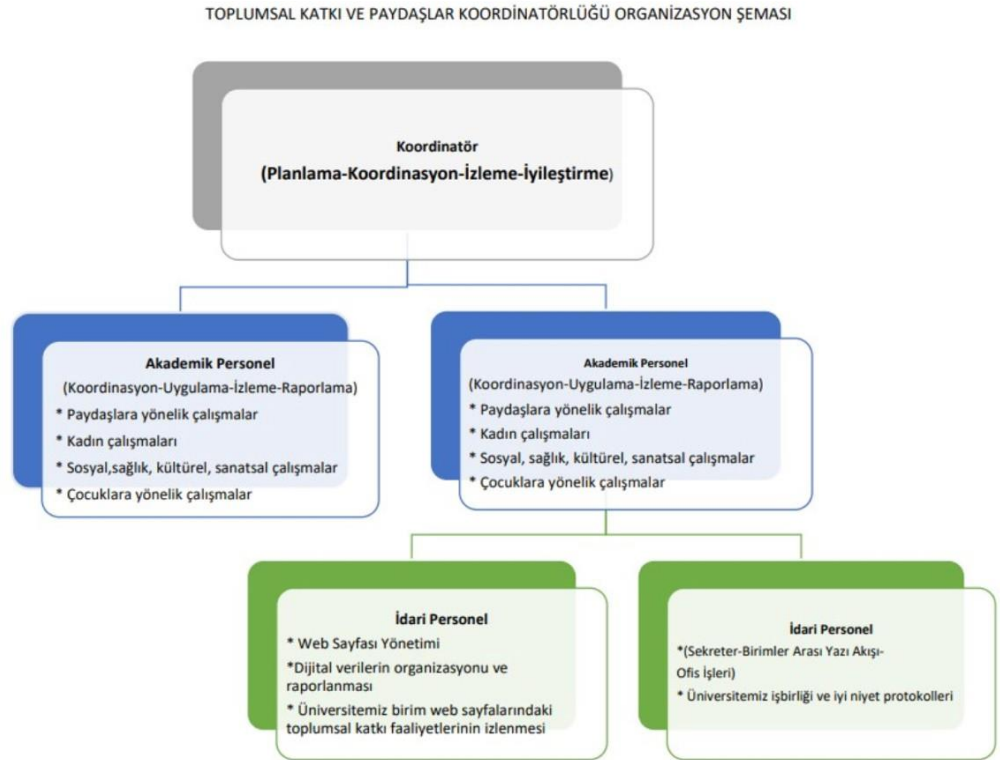 TOPLUMSAL KATKI VE PAYDAŞLAR KOORDİNATÖRLÜĞÜ ORGANİZASYON ŞEMASI
Koordinatör
(Planlama-Koordinasyon-İzleme-İyileştirme)
Akademik Personel
(Koordinasyon-Uygulama-İzleme-Raporlama)
* Paydaşlara yönelik çalışmalar
* Kadın çalışmaları
* Sosyal,sağlık, kültürel, sanatsal çalışmalar
* Çocuklara yönelik çalışmalar
Akademik Personel
(Koordinasyon-Uygulama-İzleme-Raporlama)
* Paydaşlara yönelik çalışmalar
* Kadın çalışmaları
* Sosyal, sağlık, kültürel, sanatsal çalışmalar
* Çocuklara yönelik çalışmalar
İdari Personel
* Web Sayfası Yönetimi
*Dijital verilerin organizasyonu ve
raporlanması
* Üniversitemiz birim web sayfalarındaki
toplumsal katkı faaliyetlerinin izlenmesi
İdari Personel
*(Sekreter-Birimler Arası Yazı Akışı-
Ofis İşleri)
* Üniversitemiz işbirliği ve iyi niyet protokolleri